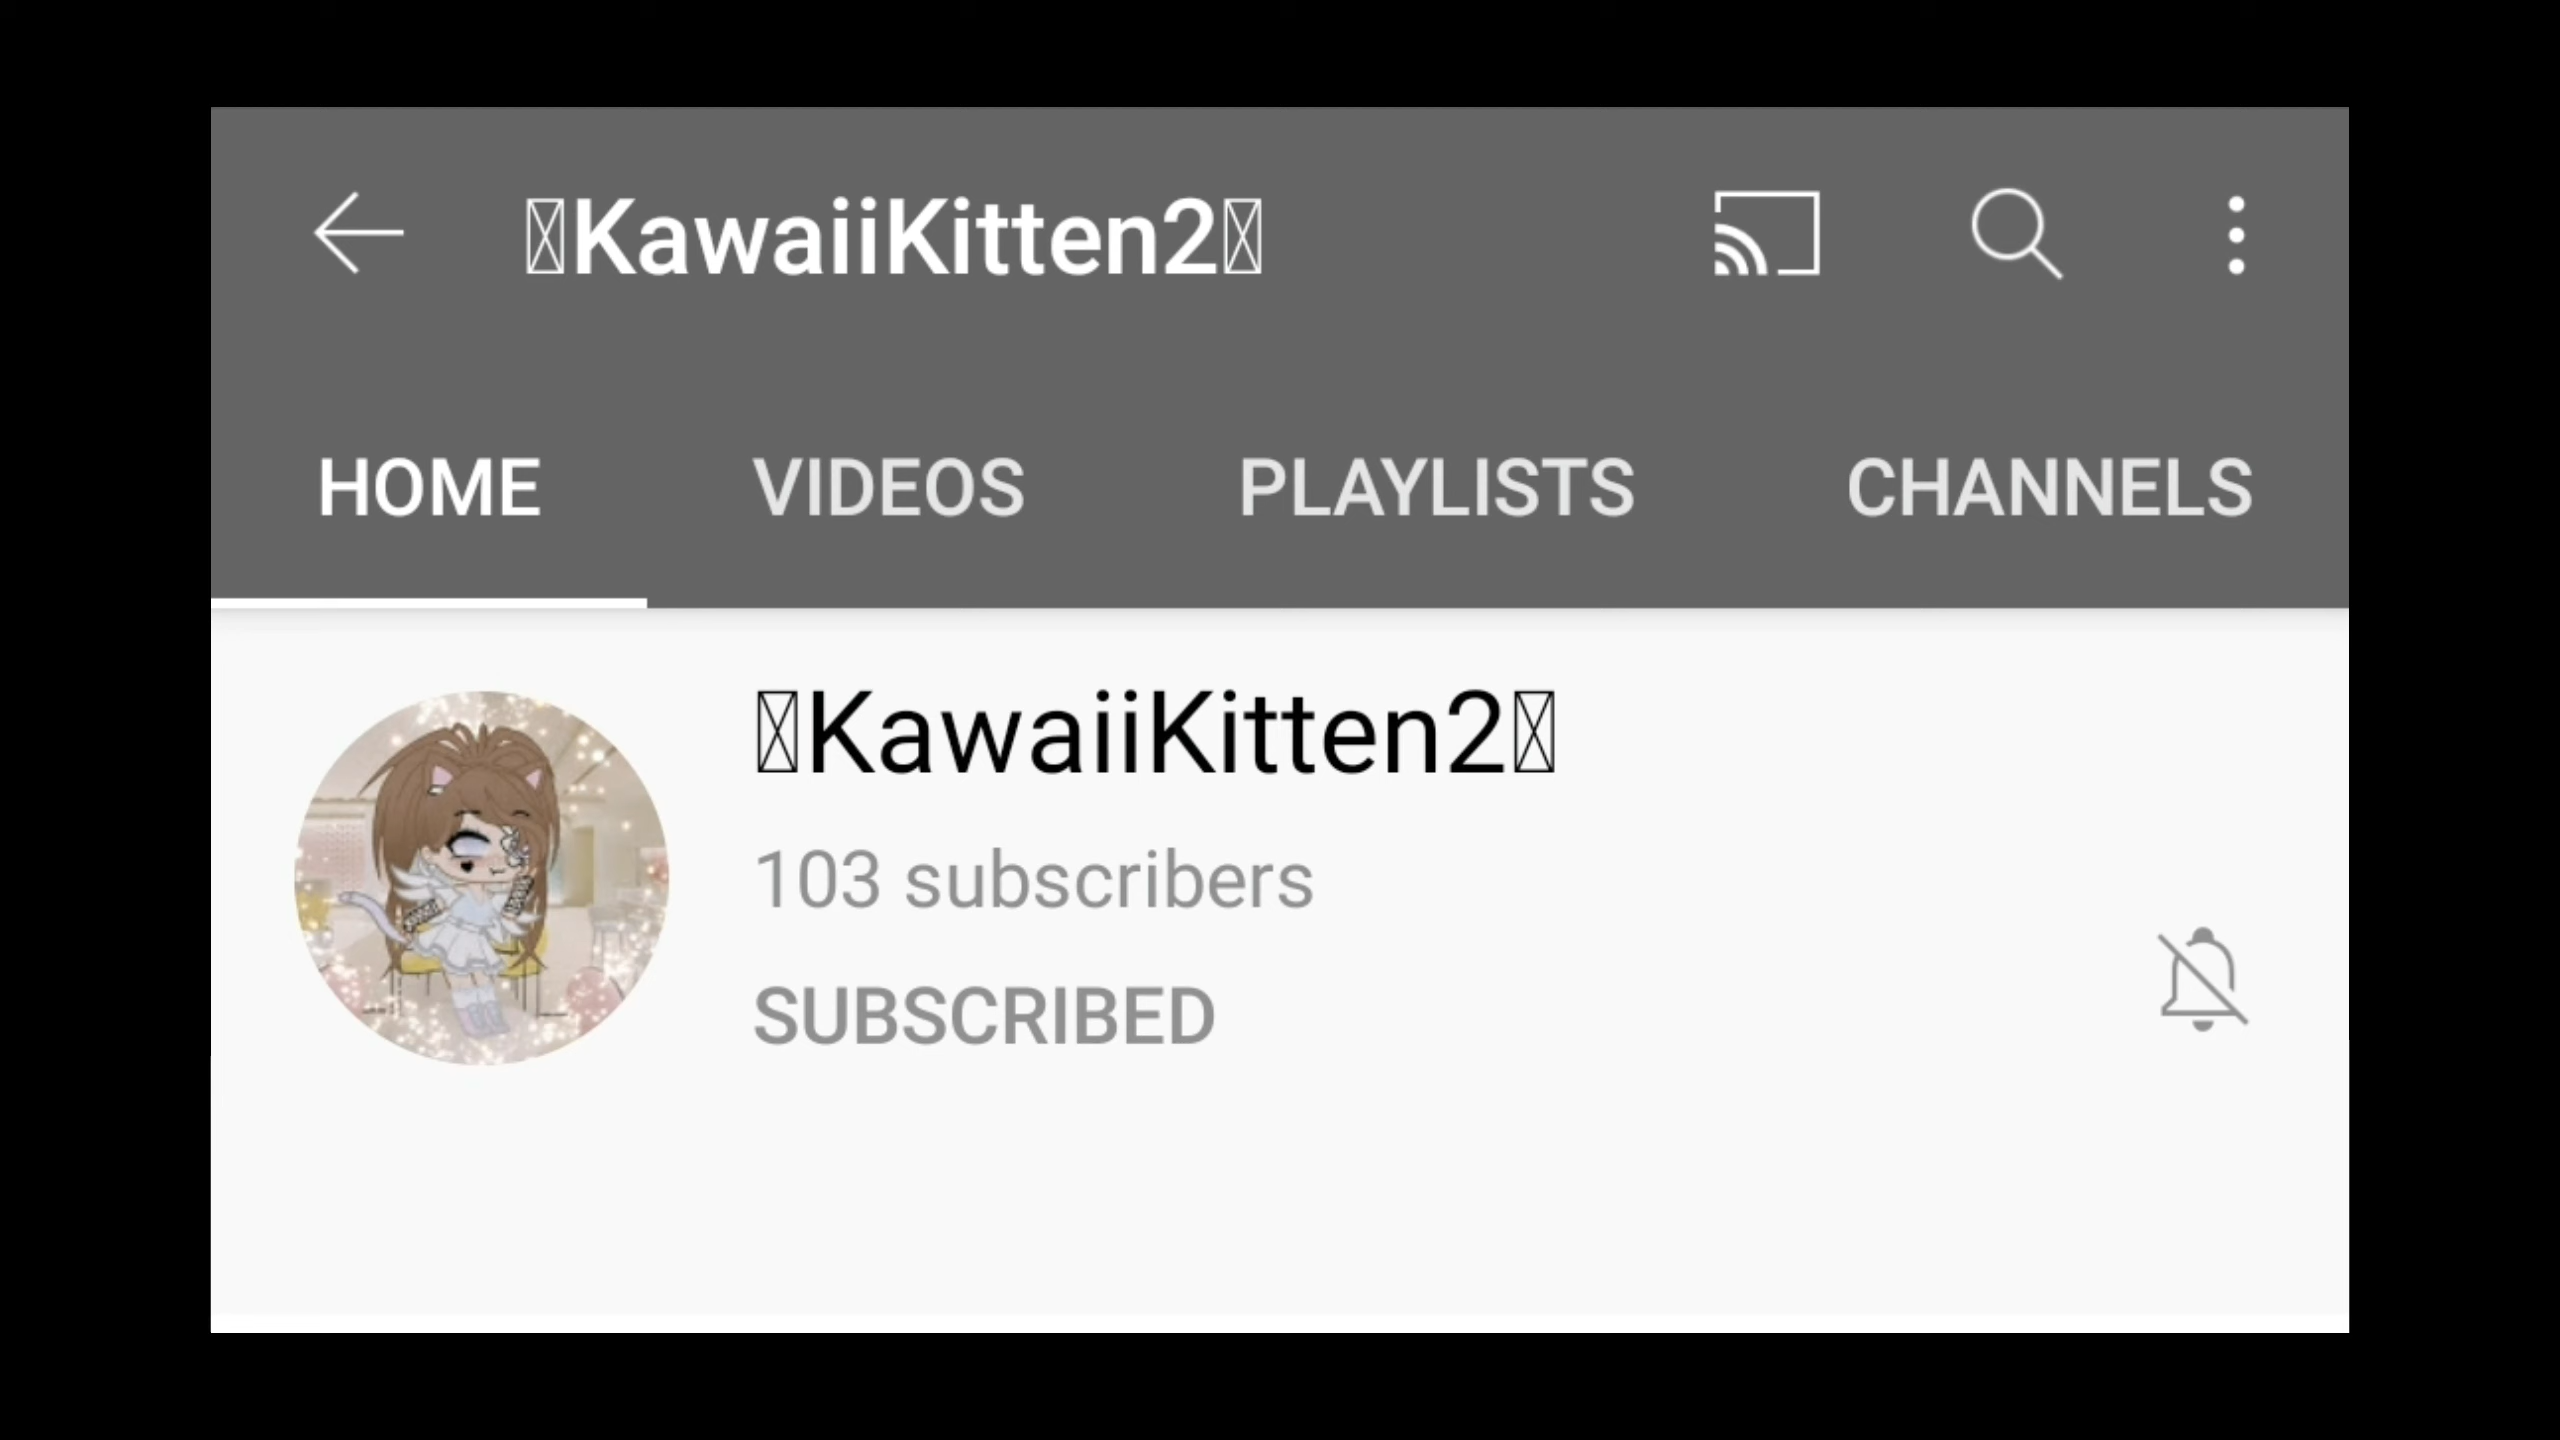 KawaiiKitten2
HOME VIDEOS PLAYLISTS CHANNELS
KawaiiKitten2
103 subscribers
SUBSCRIBED